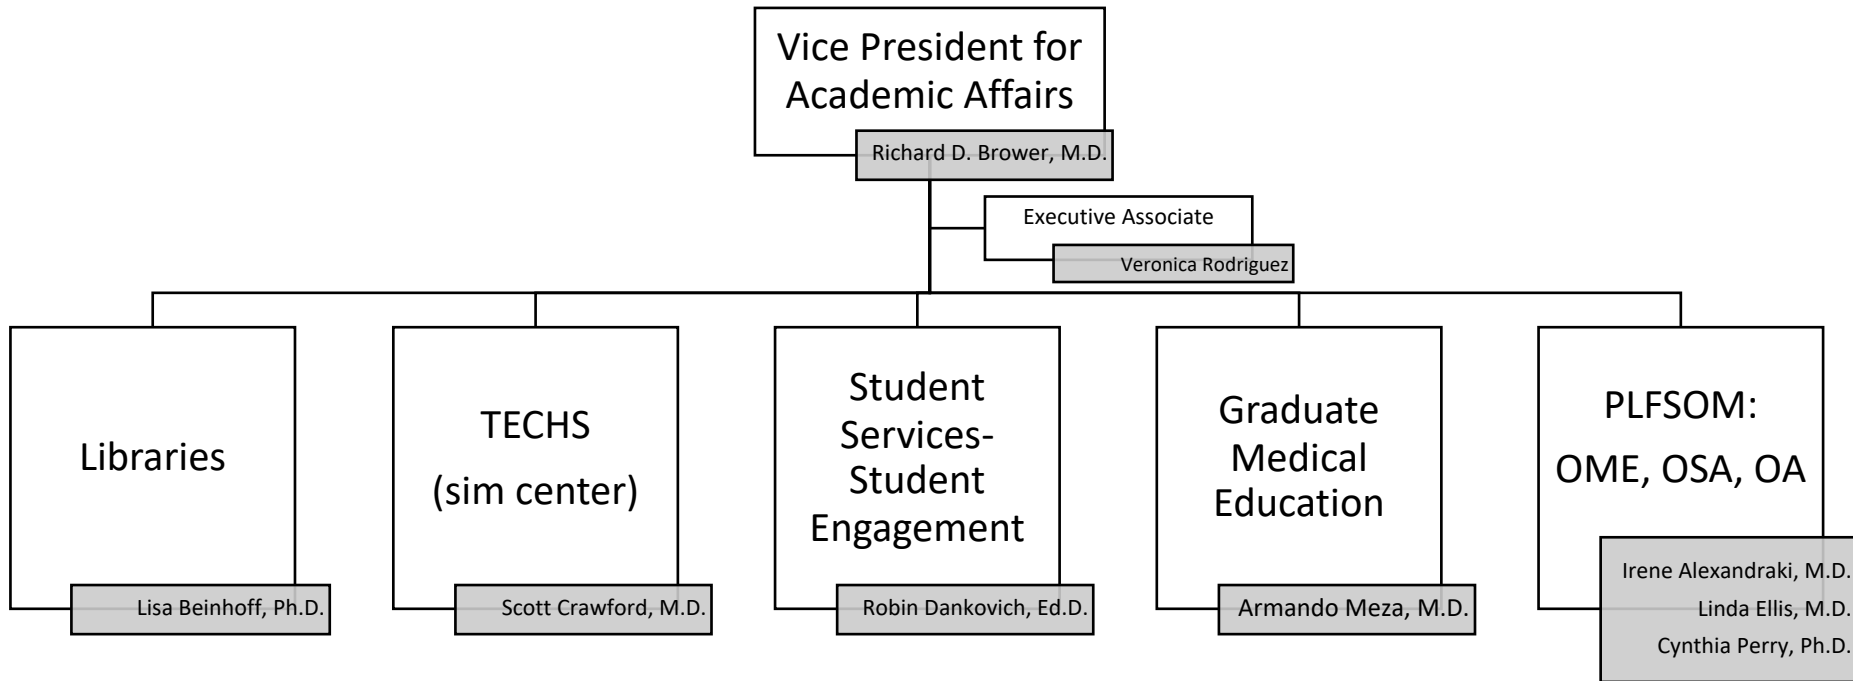 Vice President for
Academic Affairs
Richard D. Brower, M.D.
Executive Associate
Veronica Rodriguez
Libraries
Lisa Beinhoff, Ph.D.
TECHS
(sim center)
Scott Crawford, M.D.
Student
Services-
Student
Engagement
Robin Dankovich, Ed.D.
Graduate
Medical
Education
Armando Meza, M.D.
PLFSOM:
OME, OSA, OA
Irene Alexandraki, M.D.
Linda Ellis, M.D.
Cynthia Perry, Ph.D.